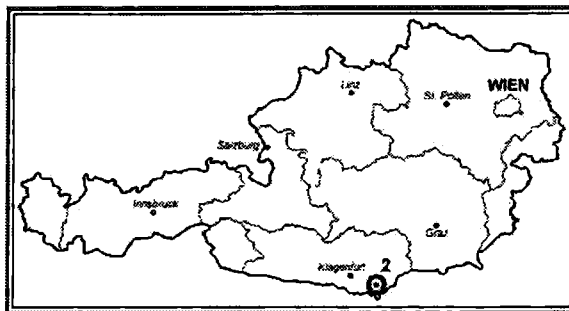 Linz
St. Pölten
WIEN
Salzburg
Innsbruck
Graz
Klagenfurt
2